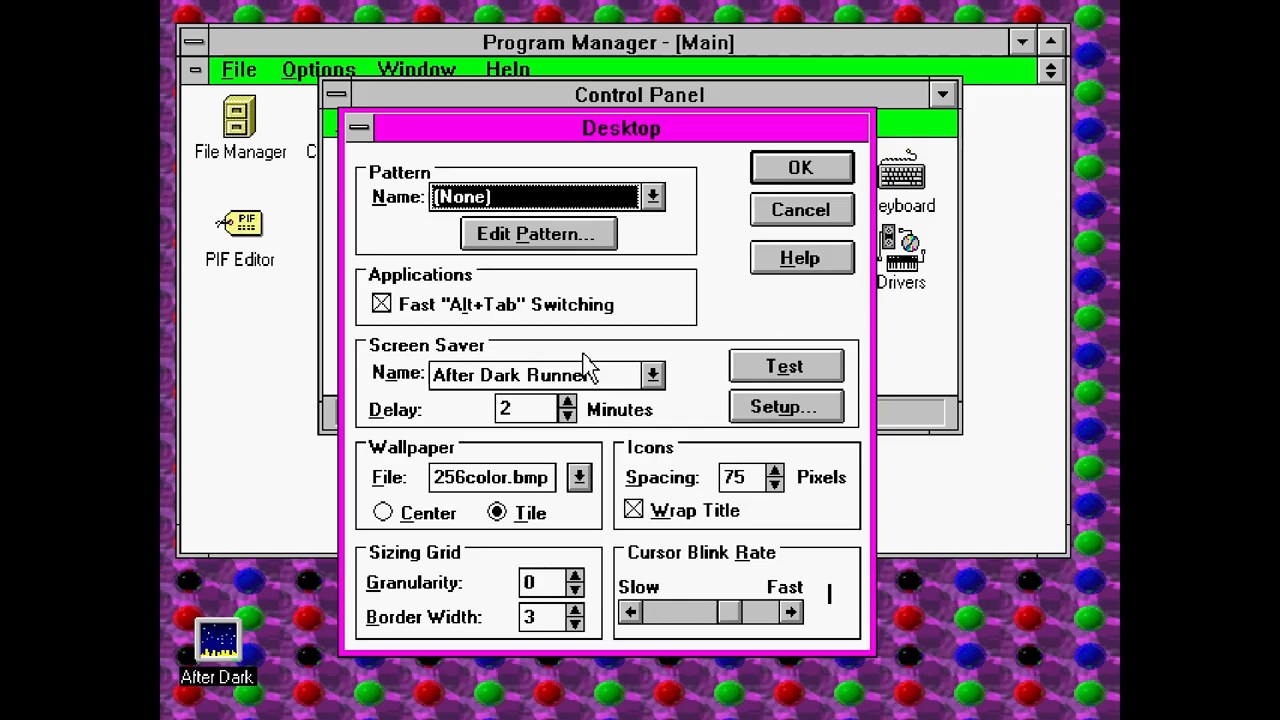 Program Manager - [Main]
File Options Window Help
Control Panel
File Manager
C
PIF
PIF Editor
eyboard
Drivers
Desktop
Pattern
Name: (None)
Edit Pattern...
OK
Cancel
Help
Applications
Fast "Alt+Tab" Switching
Screen Saver
Name: After Dark Runner
Delay: 2 Minutes
Test
Setup...
Wallpaper
File: 256color.bmp
Center Tile
Icons
Spacing: 75 Pixels
Wrap Title
Sizing Grid
Granularity: 0
Border Width: 3
Cursor Blink Rate
Slow Fast
After Dark